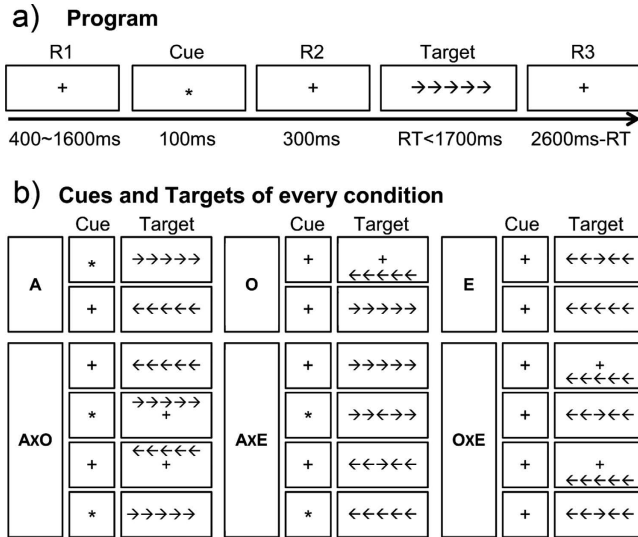 a) Program
R1 Cue R2 Target R3
+ * + →→→→→ +
400~1600ms 100ms 300ms RT<1700ms 2600ms-RT
b) Cues and Targets of every condition
Cue Target Cue Target Cue Target
A
* →→→→→
+ ←←←←←
O
+ +
←←←←←
+ →→→→→
E
+ ←←→←←
+ ←←←←←
AxO
+ ←←←←←
* →→→→→
+
+ ←←←←←
+
* →→→→→
AxE
+ →→→→→
* →→←→→
+ ←←→←←
* ←←←←←
OxE
+ +
←←←←←
+ ←←→←←
+ +
←←←←←
+ ←←→←←